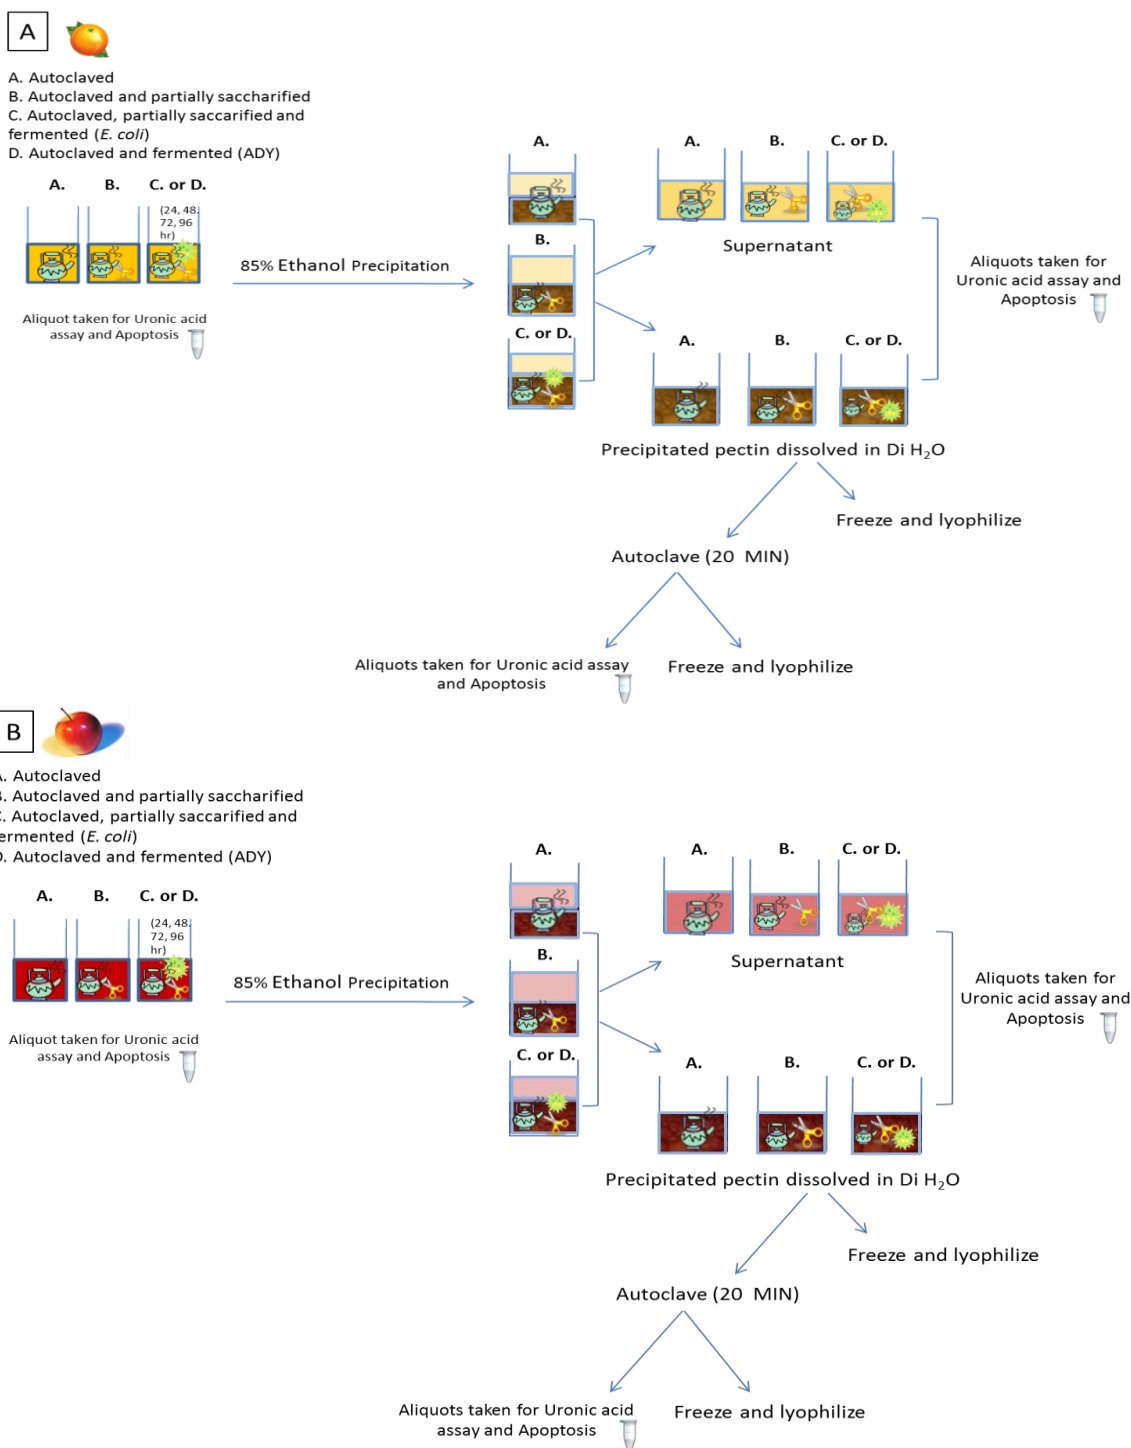 A
A. Autoclaved
B. Autoclaved and partially saccharified
C. Autoclaved, partially saccarified and
fermented (E. coli)
D. Autoclaved and fermented (ADY)
A. B. C. or D.
(24, 48,
72, 96
hr)
Aliquot taken for Uronic acid
assay and Apoptosis
85% Ethanol Precipitation
A.
B.
C. or D.
A. B. C. or D.
Supernatant
A. B. C. or D.
Precipitated pectin dissolved in Di H₂O
Aliquots taken for
Uronic acid assay and
Apoptosis
Freeze and lyophilize
Autoclave (20 MIN)
Aliquots taken for Uronic acid assay
and Apoptosis
Freeze and lyophilize
B
A. Autoclaved
B. Autoclaved and partially saccharified
C. Autoclaved, partially saccarified and
fermented (E. coli)
D. Autoclaved and fermented (ADY)
A. B. C. or D.
(24, 48,
72, 96
hr)
Aliquot taken for Uronic acid
assay and Apoptosis
85% Ethanol Precipitation
A.
B.
C. or D.
A. B. C. or D.
Supernatant
A. B. C. or D.
Precipitated pectin dissolved in Di H₂O
Aliquots taken for
Uronic acid assay and
Apoptosis
Freeze and lyophilize
Autoclave (20 MIN)
Aliquots taken for Uronic acid
assay and Apoptosis
Freeze and lyophilize